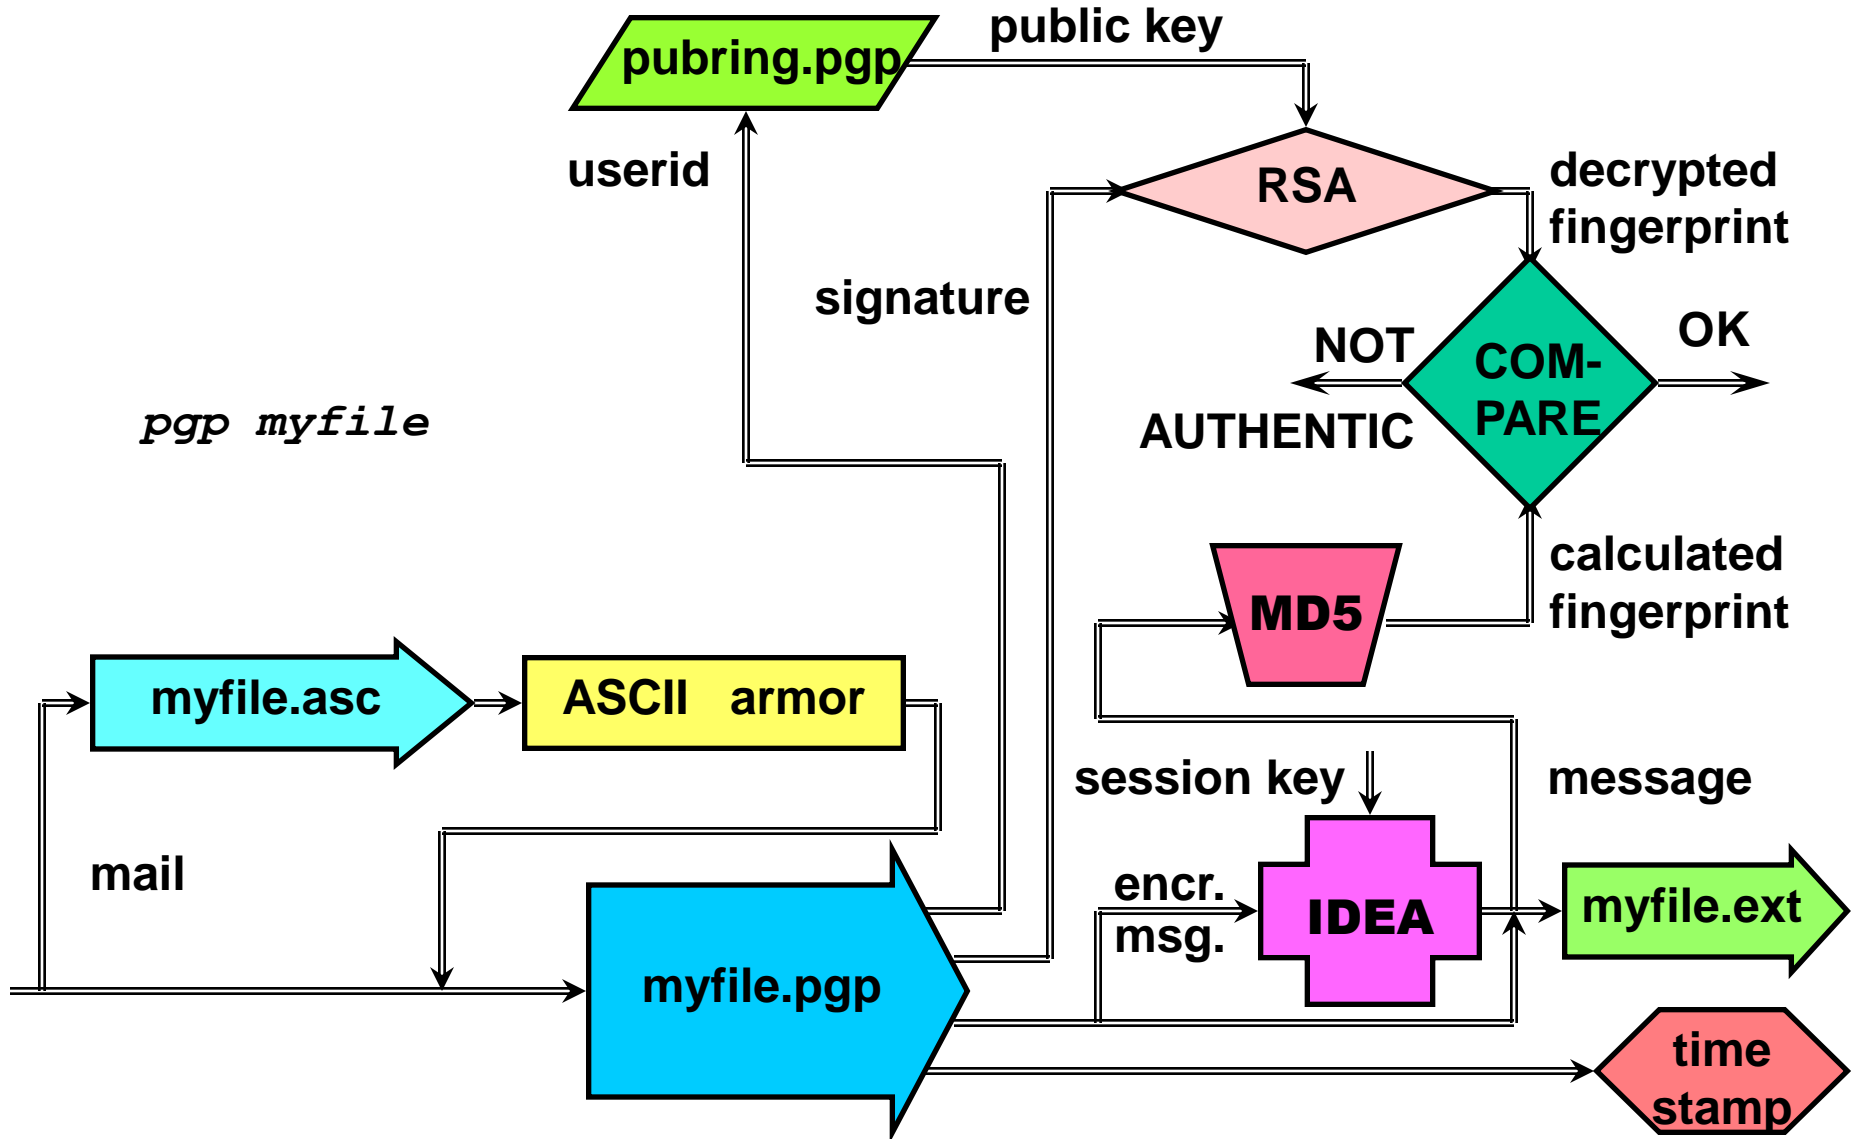 public key
pubring.pgp
userid
RSA
decrypted
fingerprint
signature
NOT
AUTHENTIC
COM-
PARE
OK
pgp myfile
MD5
calculated
fingerprint
myfile.asc
ASCII armor
session key
message
mail
encr.
msg.
IDEA
myfile.ext
myfile.pgp
time
stamp